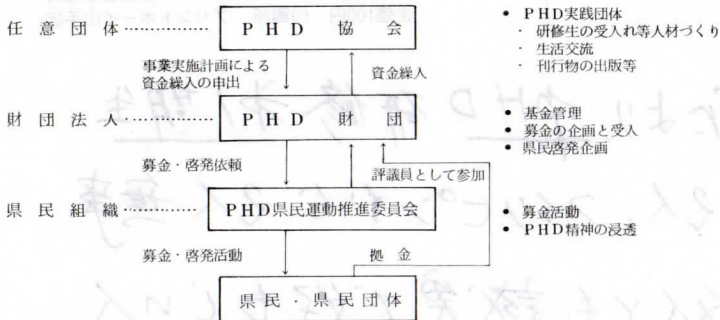 任意団体
PHD協会
• PHD実践団体
· 研修生の受入れ等人材づくり
· 生活交流
· 刊行物の出版等
事業実施計画による
資金繰入の申出
資金繰入
財団法人
PHD財団
• 基金管理
• 募金の企画と受入
• 県民啓発企画
募金・啓発依頼
評議員として参加
県民組織
PHD県民運動推進委員会
• 募金活動
• PHD精神の浸透
募金・啓発活動
拠金
県民・県民団体